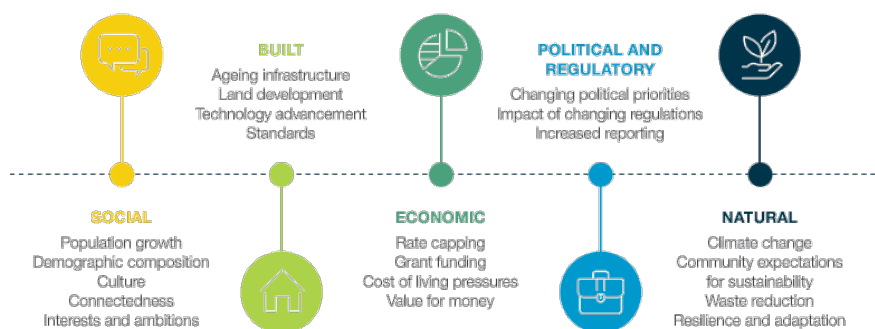 BUILT
Ageing infrastructure
Land development
Technology advancement
Standards
POLITICAL AND
REGULATORY
Changing political priorities
Impact of changing regulations
Increased reporting
SOCIAL
Population growth
Demographic composition
Culture
Connectedness
Interests and ambitions
ECONOMIC
Rate capping
Grant funding
Cost of living pressures
Value for money
NATURAL
Climate change
Community expectations
for sustainability
Waste reduction
Resilience and adaptation